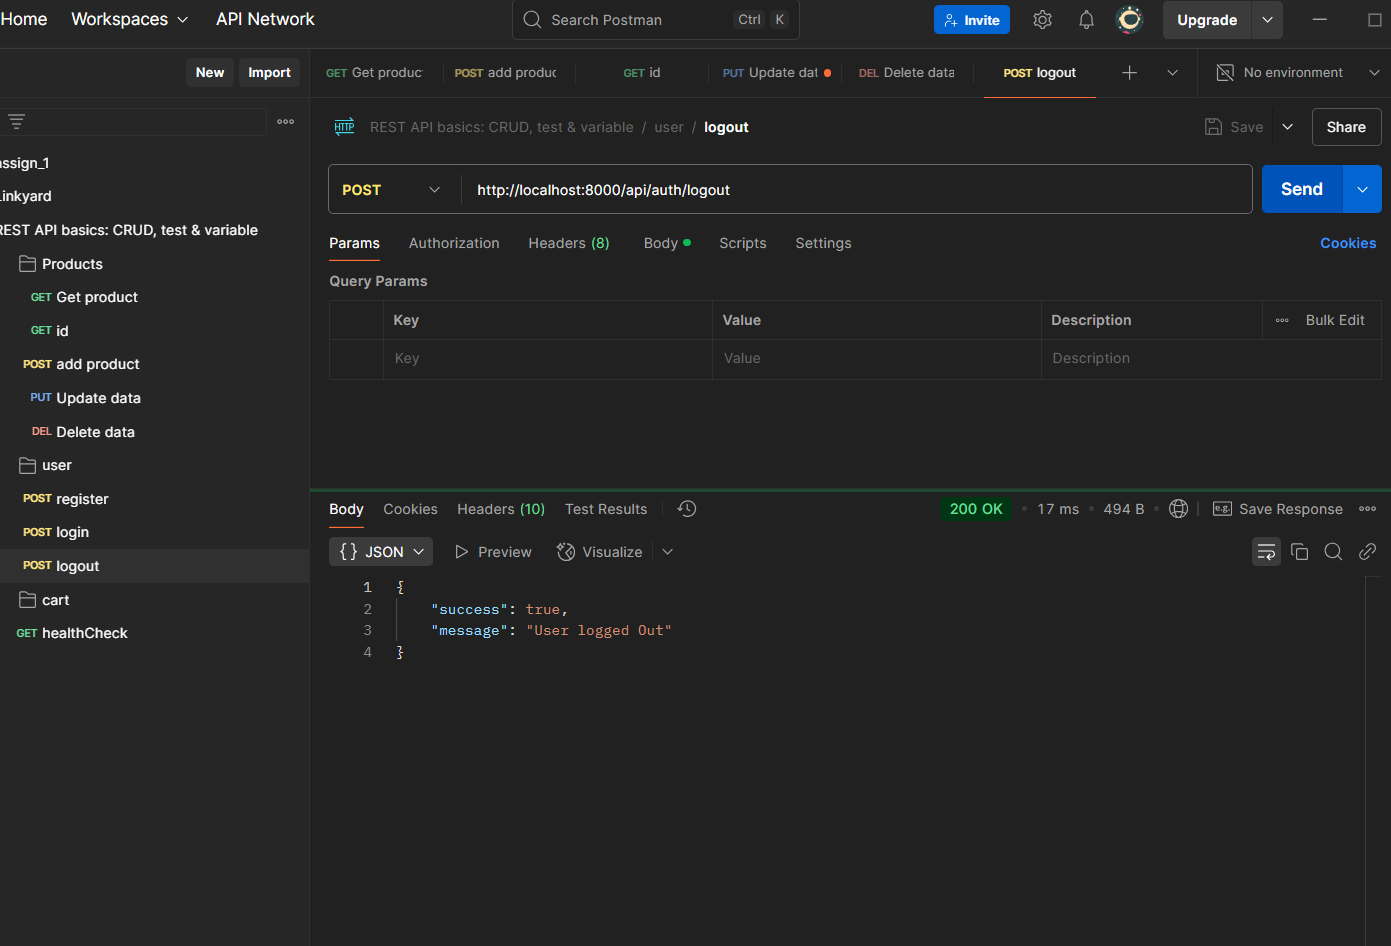 Home Workspaces API Network Search Postman Ctrl K Invite Upgrade
New Import GET Get produc POST add produc GET id PUT Update dat DEL Delete data POST logout No environment
HTTP REST API basics: CRUD, test & variable / user / logout Save Share
assign_1
Linkyard
REST API basics: CRUD, test & variable
Products
GET Get product
GET id
POST add product
PUT Update data
DEL Delete data
user
POST register
POST login
POST logout
cart
GET healthCheck
POST http://localhost:8000/api/auth/logout Send
Params Authorization Headers (8) Body Scripts Settings Cookies
Query Params
Key Value Description Bulk Edit
Key Value Description
Body Cookies Headers (10) Test Results 200 OK 17 ms 494 B e.g. Save Response
{} JSON Preview Visualize
1 {
2 "success": true,
3 "message": "User logged Out"
4 }